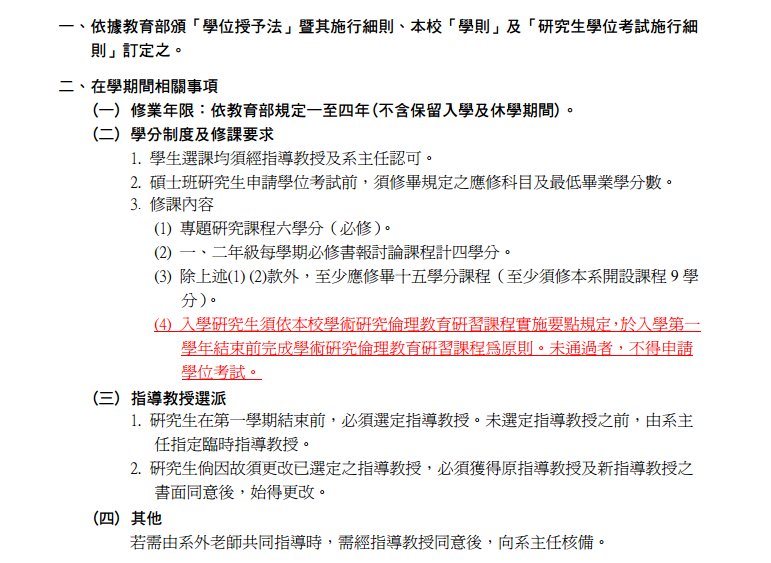 一、依據教育部頒「學位授予法」暨其施行細則、本校「學則」及「研究生學位考試施行細
則」訂定之。
二、在學期間相關事項
(一) 修業年限：依教育部規定一至四年(不含保留入學及休學期間)。
(二) 學分制度及修課要求
1. 學生選課均須經指導教授及系主任認可。
2. 碩士班研究生申請學位考試前，須修畢規定之應修科目及最低畢業學分數。
3. 修課內容
(1) 專題研究課程六學分（必修）。
(2) 一、二年級每學期必修書報討論課程計四學分。
(3) 除上述(1) (2)款外，至少應修畢十五學分課程（至少須修本系開設課程 9 學
分）。
(4) 入學研究生須依本校學術研究倫理教育研習課程實施要點規定，於入學第一
學年結束前完成學術研究倫理教育研習課程為原則。未通過者，不得申請
學位考試。
(三) 指導教授選派
1. 研究生在第一學期結束前，必須選定指導教授。未選定指導教授之前，由系主
任指定臨時指導教授。
2. 研究生倘因故須更改已選定之指導教授，必須獲得原指導教授及新指導教授之
書面同意後，始得更改。
(四) 其他
若需由系外老師共同指導時，需經指導教授同意後，向系主任核備。